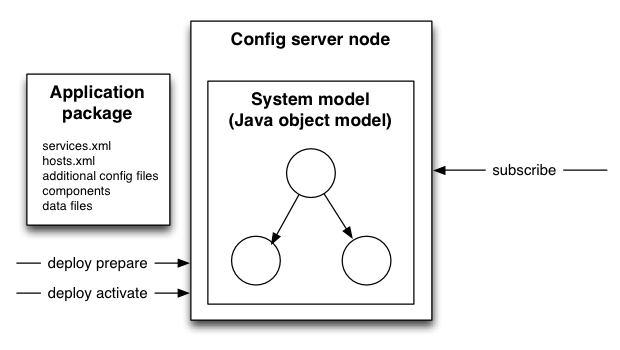 Config server node
Application
package
services.xml
hosts.xml
additional config files
components
data files
System model
(Java object model)
subscribe
deploy prepare
deploy activate